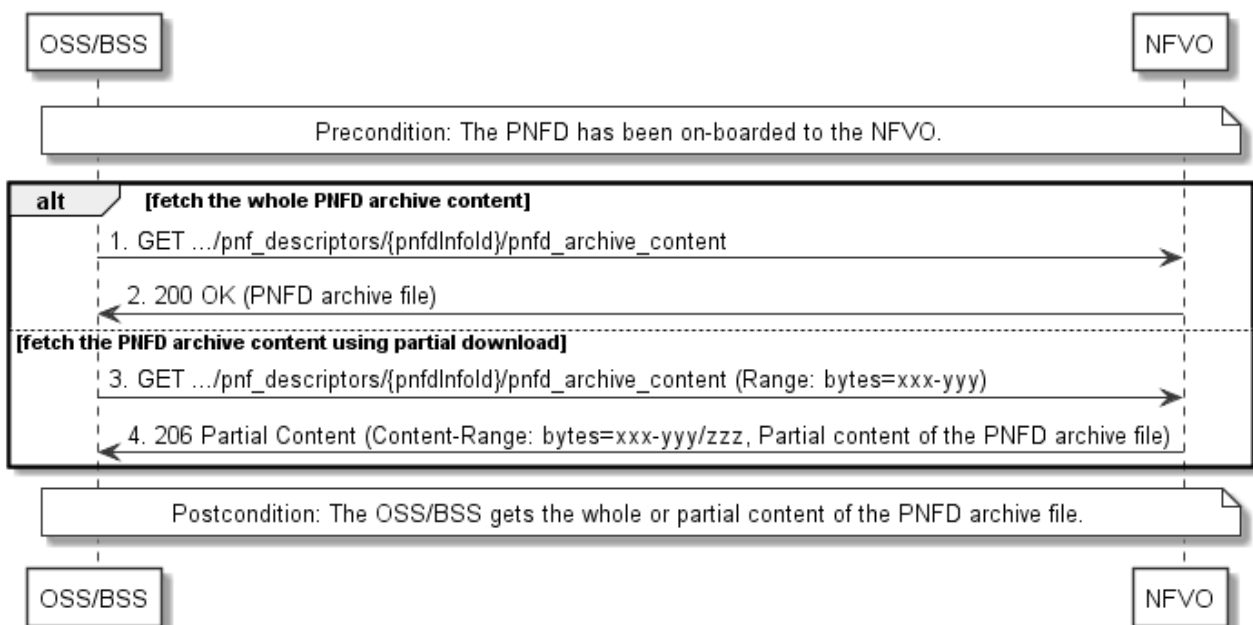 OSS/BSS
NFVO
Precondition: The PNFD has been on-boarded to the NFVO.
alt [fetch the whole PNFD archive content]
1. GET .../pnf_descriptors/{pnfdInfoId}/pnfd_archive_content
2. 200 OK (PNFD archive file)
[fetch the PNFD archive content using partial download]
3. GET .../pnf_descriptors/{pnfdInfoId}/pnfd_archive_content (Range: bytes=xxx-yyy)
4. 206 Partial Content (Content-Range: bytes=xxx-yyy/zzz, Partial content of the PNFD archive file)
Postcondition: The OSS/BSS gets the whole or partial content of the PNFD archive file.
OSS/BSS
NFVO